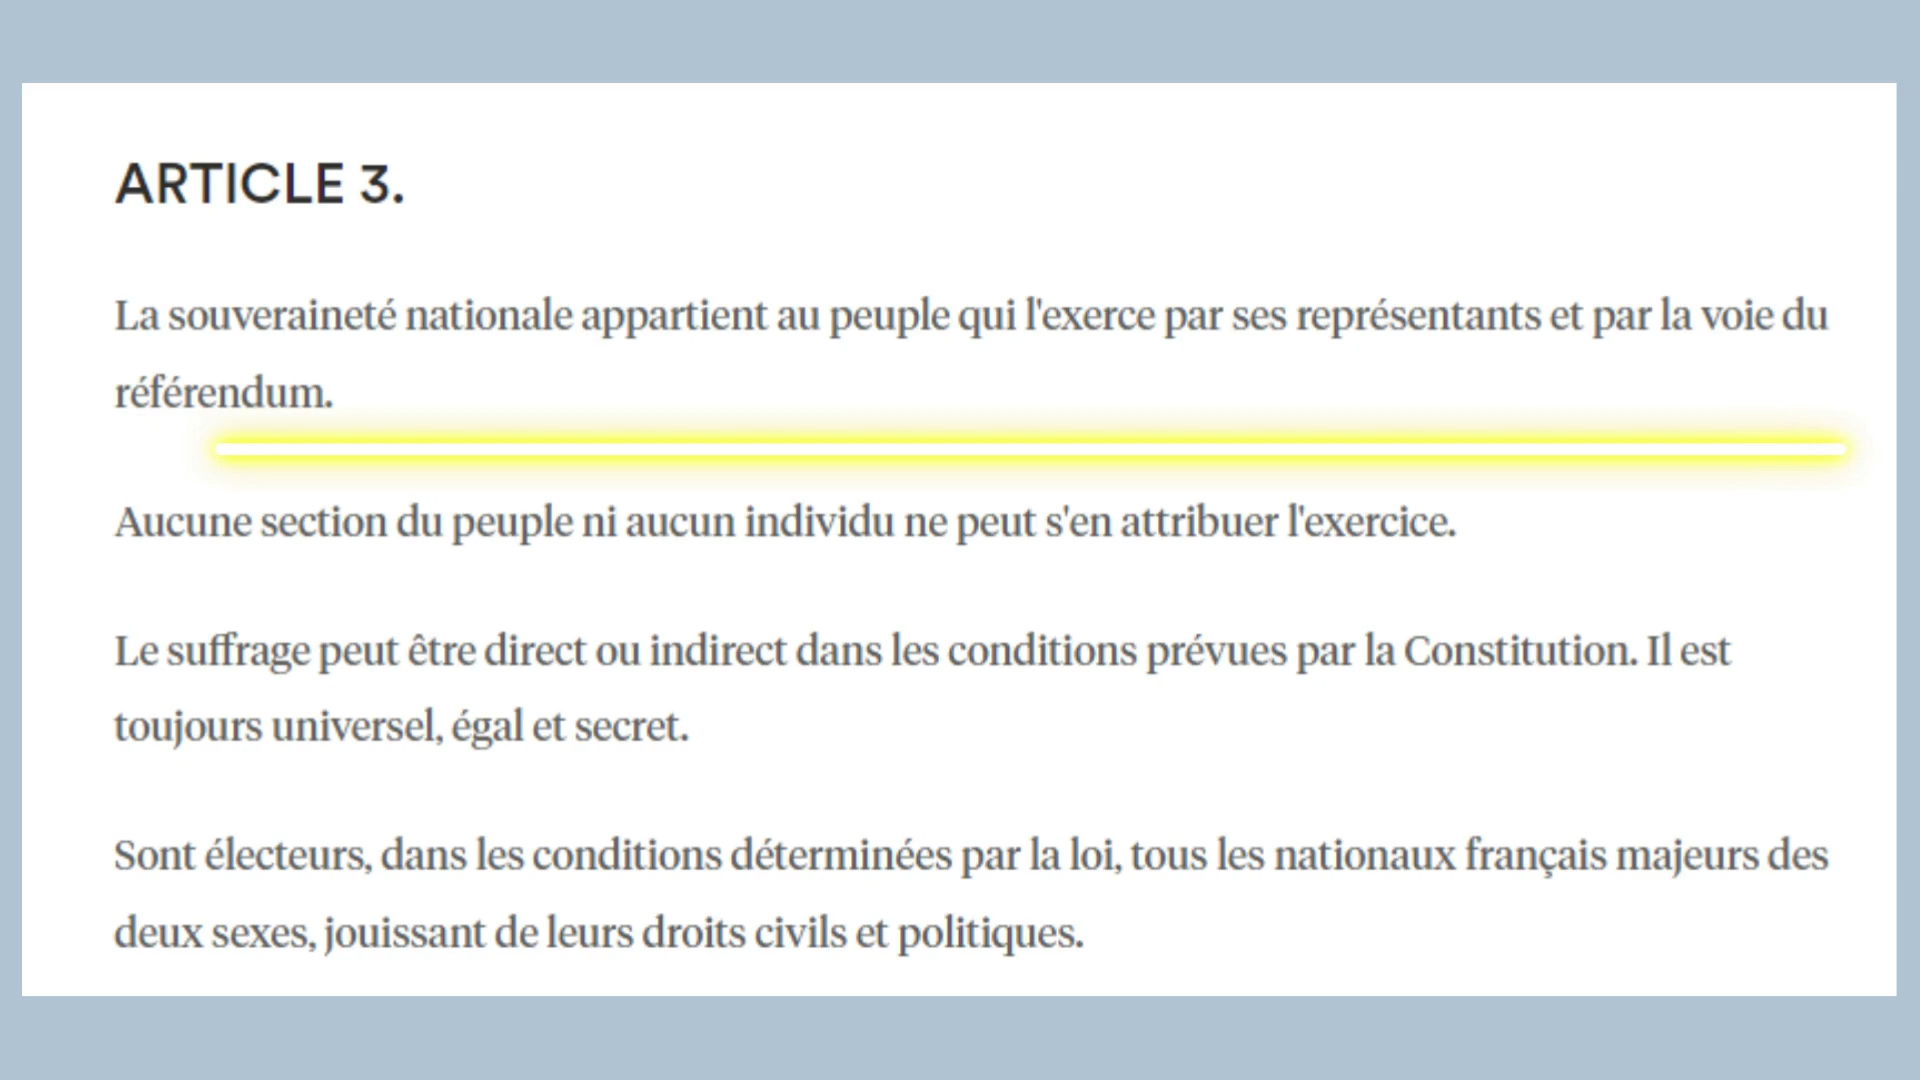 ARTICLE 3.
La souveraineté nationale appartient au peuple qui l'exerce par ses représentants et par la voie du
référendum.
Aucune section du peuple ni aucun individu ne peut s'en attribuer l'exercice.
Le suffrage peut être direct ou indirect dans les conditions prévues par la Constitution. Il est
toujours universel, égal et secret.
Sont électeurs, dans les conditions déterminées par la loi, tous les nationaux français majeurs des
deux sexes, jouissant de leurs droits civils et politiques.